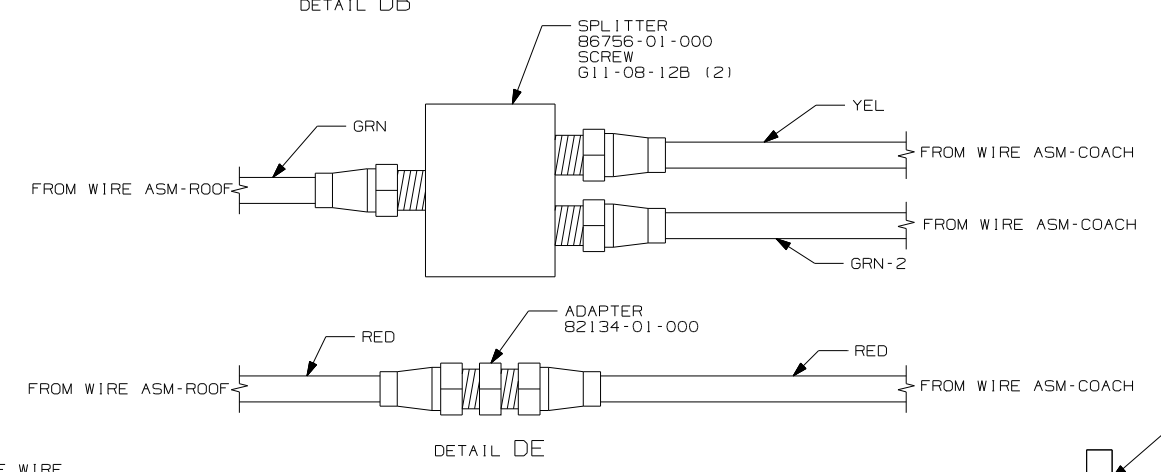 DETAIL DB
SPLITTER
86756-01-000
SCREW
G11-08-12B (2)
YEL
GRN
FROM WIRE ASM-COACH
FROM WIRE ASM-ROOF
FROM WIRE ASM-COACH
GRN-2
ADAPTER
82134-01-000
RED
RED
FROM WIRE ASM-ROOF
FROM WIRE ASM-COACH
DETAIL DE
WIRE